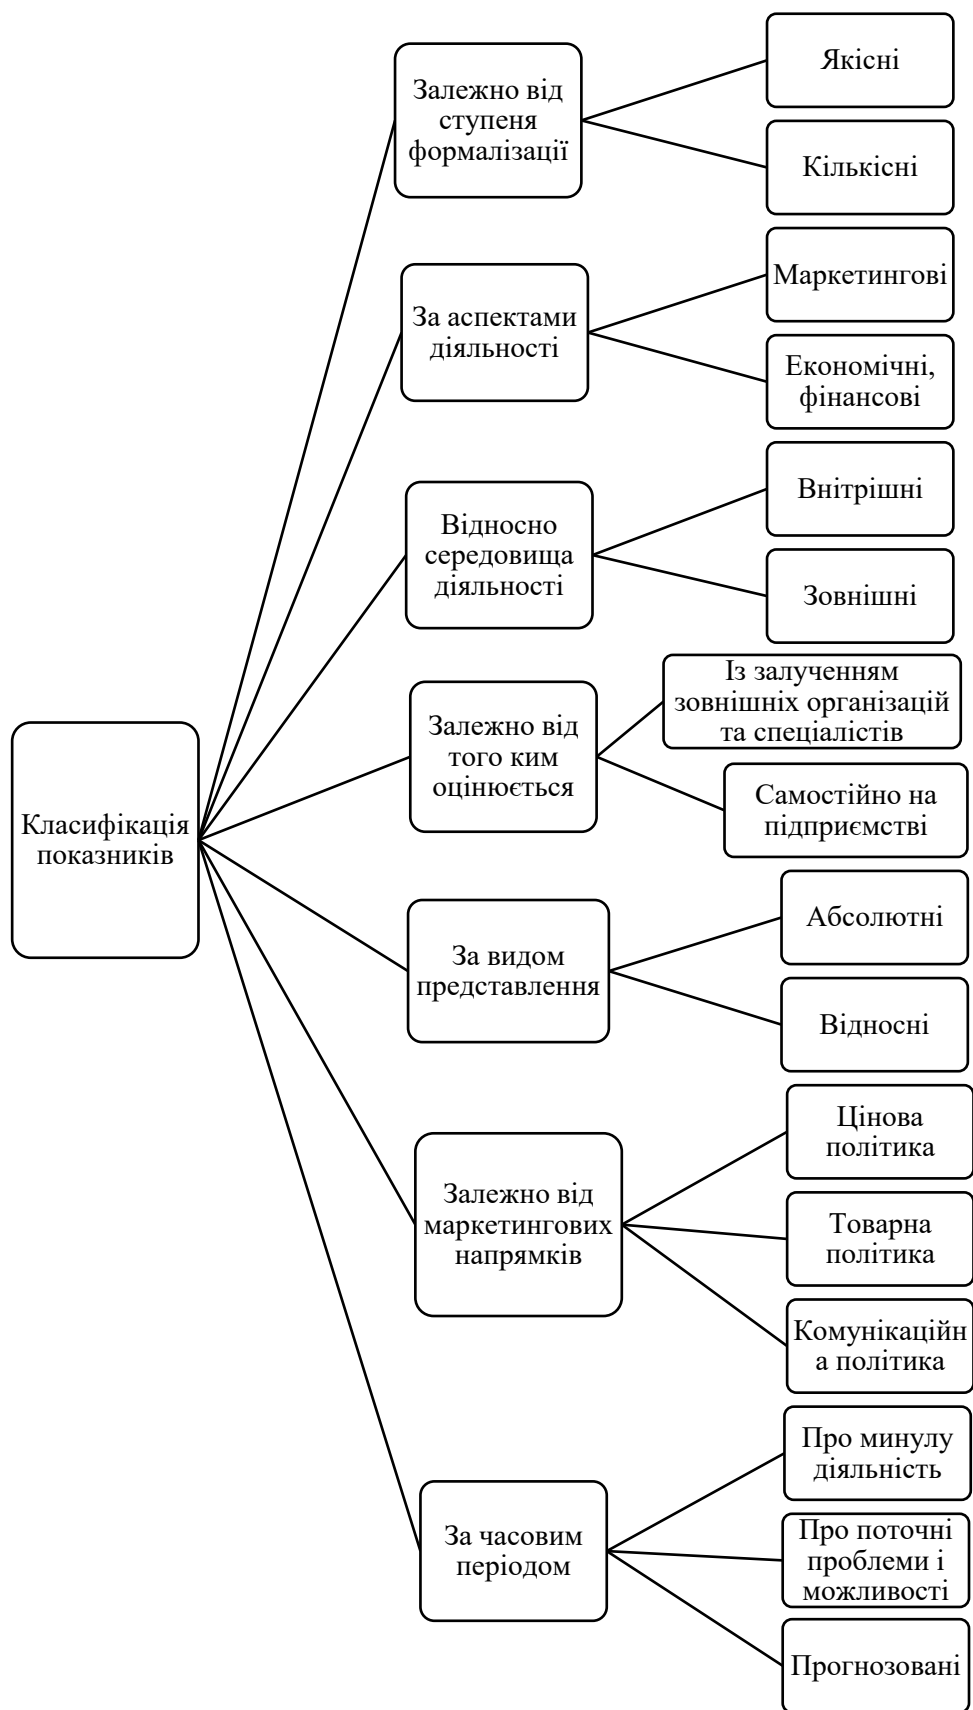 Класифікація
показників
Залежно від
ступеня
формалізації
Якісні
Кількісні
За аспектами
діяльності
Маркетингові
Економічні,
фінансові
Відносно
середовища
діяльності
Внітрішні
Зовнішні
Залежно від
того ким
оцінюється
Із залученням
зовнішніх організацій
та спеціалістів
Самостійно на
підприємстві
За видом
представлення
Абсолютні
Відносні
Залежно від
маркетингових
напрямків
Цінова
політика
Товарна
політика
Комунікаційн
а політика
За часовим
періодом
Про минулу
діяльність
Про поточні
проблеми і
можливості
Прогнозовані